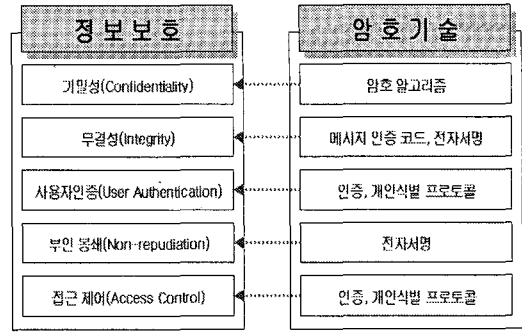 정보보호
암호기술
기밀성(Confidentiality)
암호 알고리즘
무결성(Integrity)
메시지 인증 코드, 전자서명
사용자인증(User Authentication)
인증, 개인식별 프로토콜
부인 봉쇄(Non-repudiation)
전자서명
접근 제어(Access Control)
인증, 개인식별 프로토콜